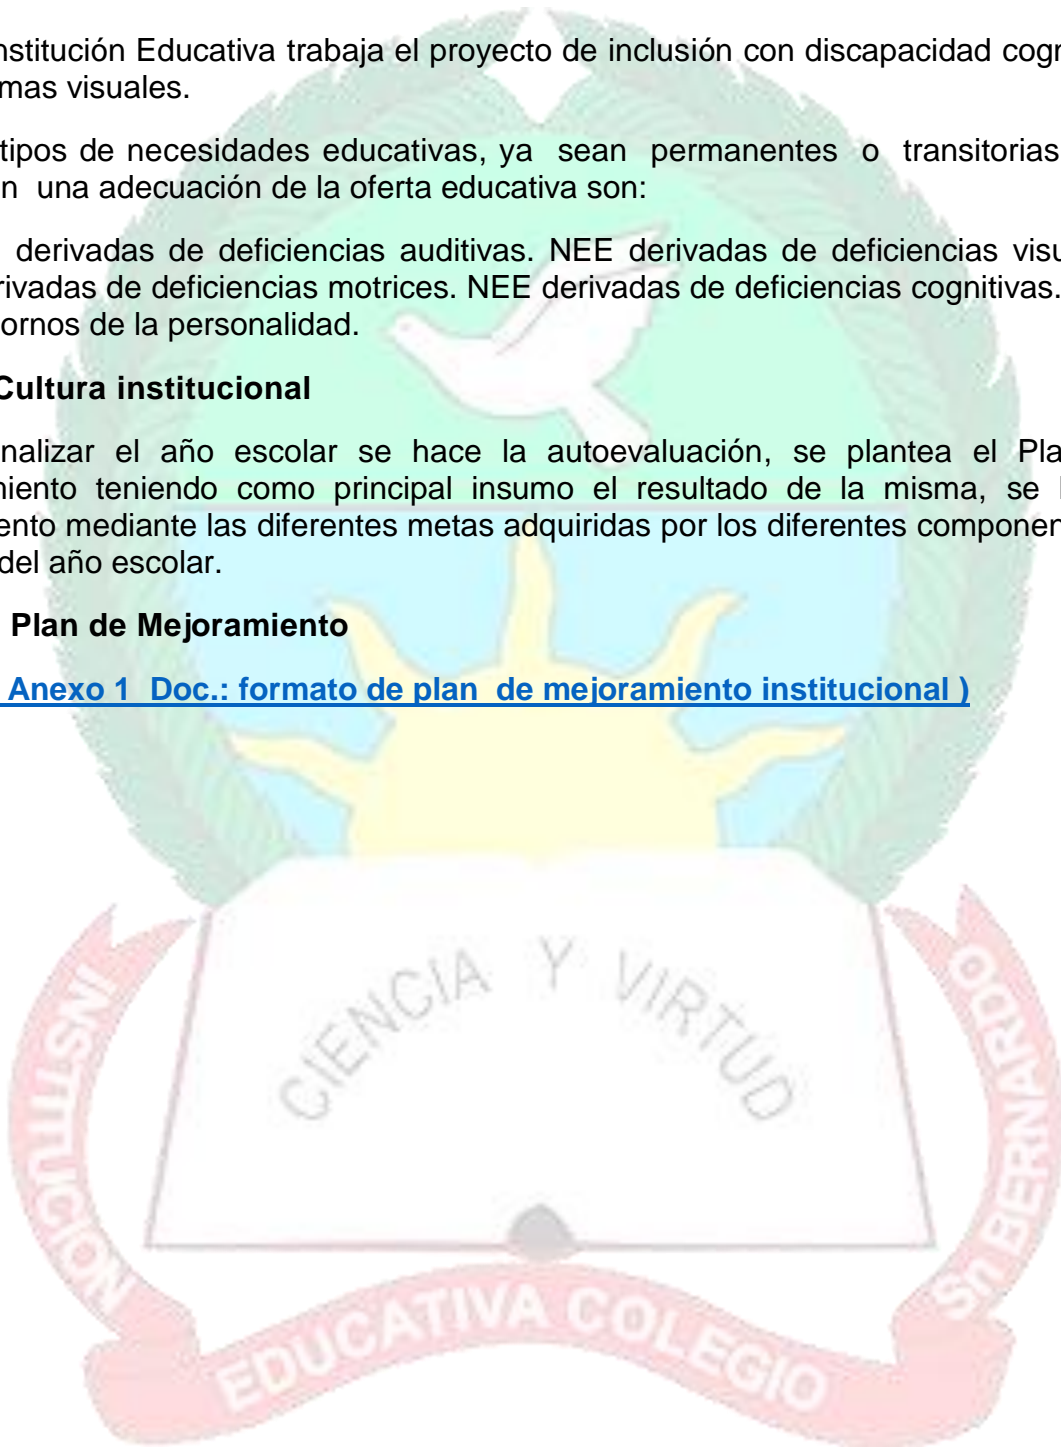 nstitución Educativa trabaja el proyecto de inclusión con discapacidad cogn
mas visuales.
tipos de necesidades educativas, ya sean permanentes o transitorias
n una adecuación de la oferta educativa son:
derivadas de deficiencias auditivas. NEE derivadas de deficiencias visu
rivadas de deficiencias motrices. NEE derivadas de deficiencias cognitivas.
ornos de la personalidad.
Cultura institucional
nalizar el año escolar se hace la autoevaluación, se plantea el Pla
miento teniendo como principal insumo el resultado de la misma, se
ento mediante las diferentes metas adquiridas por los diferentes componen
del año escolar.
Plan de Mejoramiento
Anexo 1 Doc.: formato de plan de mejoramiento institucional )
CIENCIA Y VIRTUD
INSTITUCION
EDUCATIVA COLEGIO
Sn BERNARDO